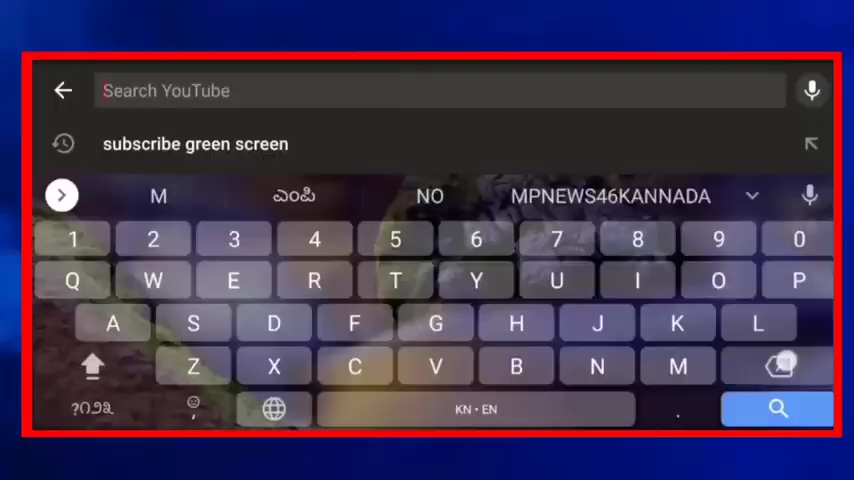 Search YouTube
subscribe green screen
M ಎಂಪಿ NO MPNEWS46KANNADA
1 2 3 4 5 6 7 8 9 0
Q W E R T Y U I O P
A S D F G H J K L
Z X C V B N M
?೧೨೩ , KN • EN .